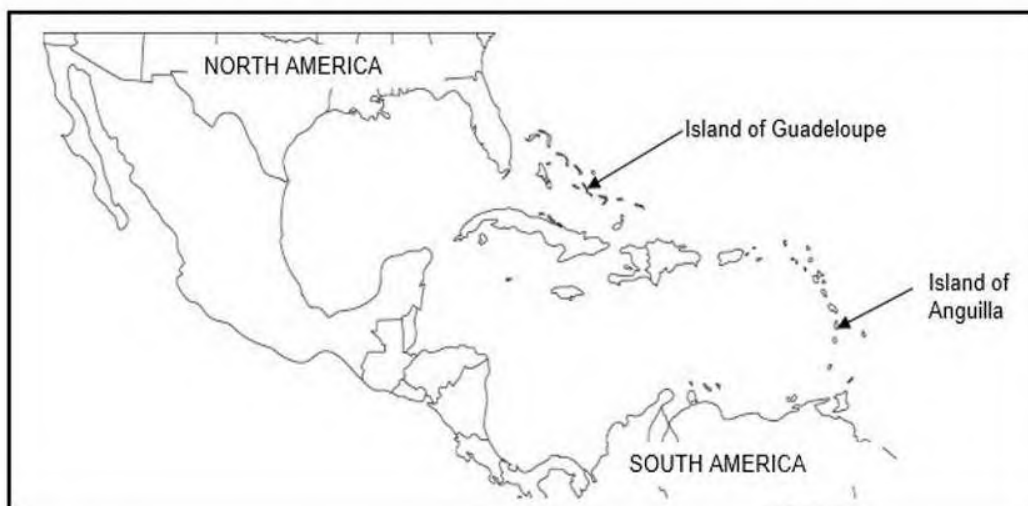 NORTH AMERICA
Island of Guadeloupe
Island of
Anguilla
SOUTH AMERICA